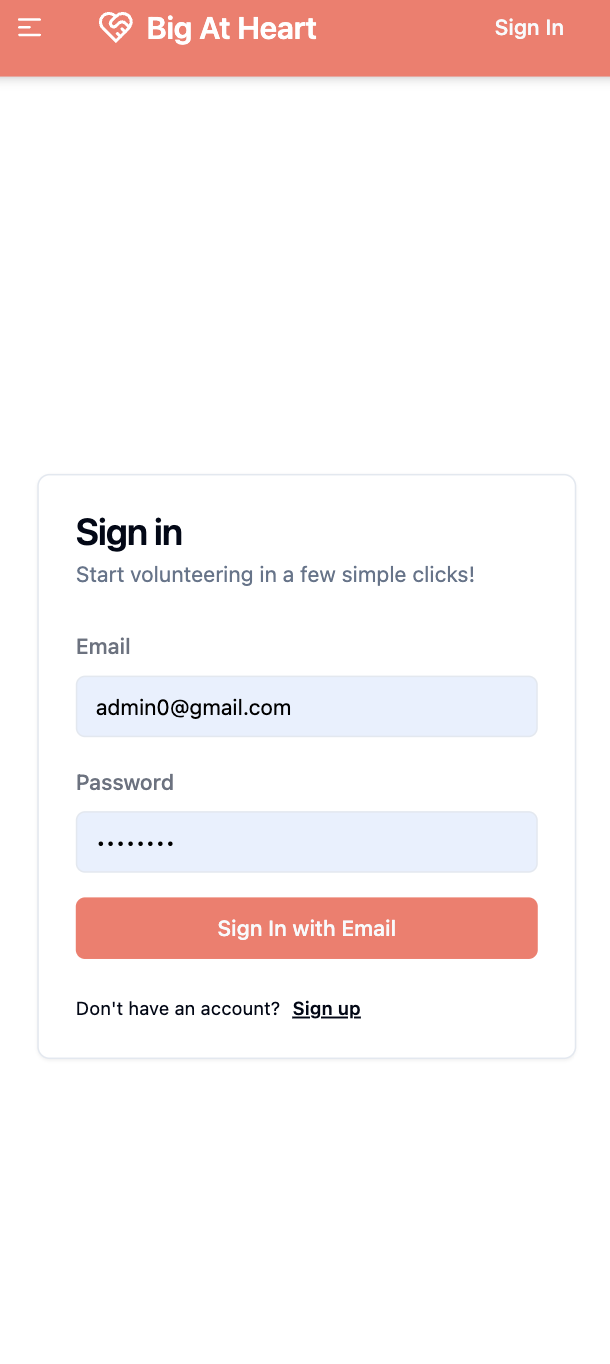 Big At Heart
Sign In
Sign in
Start volunteering in a few simple clicks!
Email
admin0@gmail.com
Password
••••••••
Sign In with Email
Don't have an account? Sign up